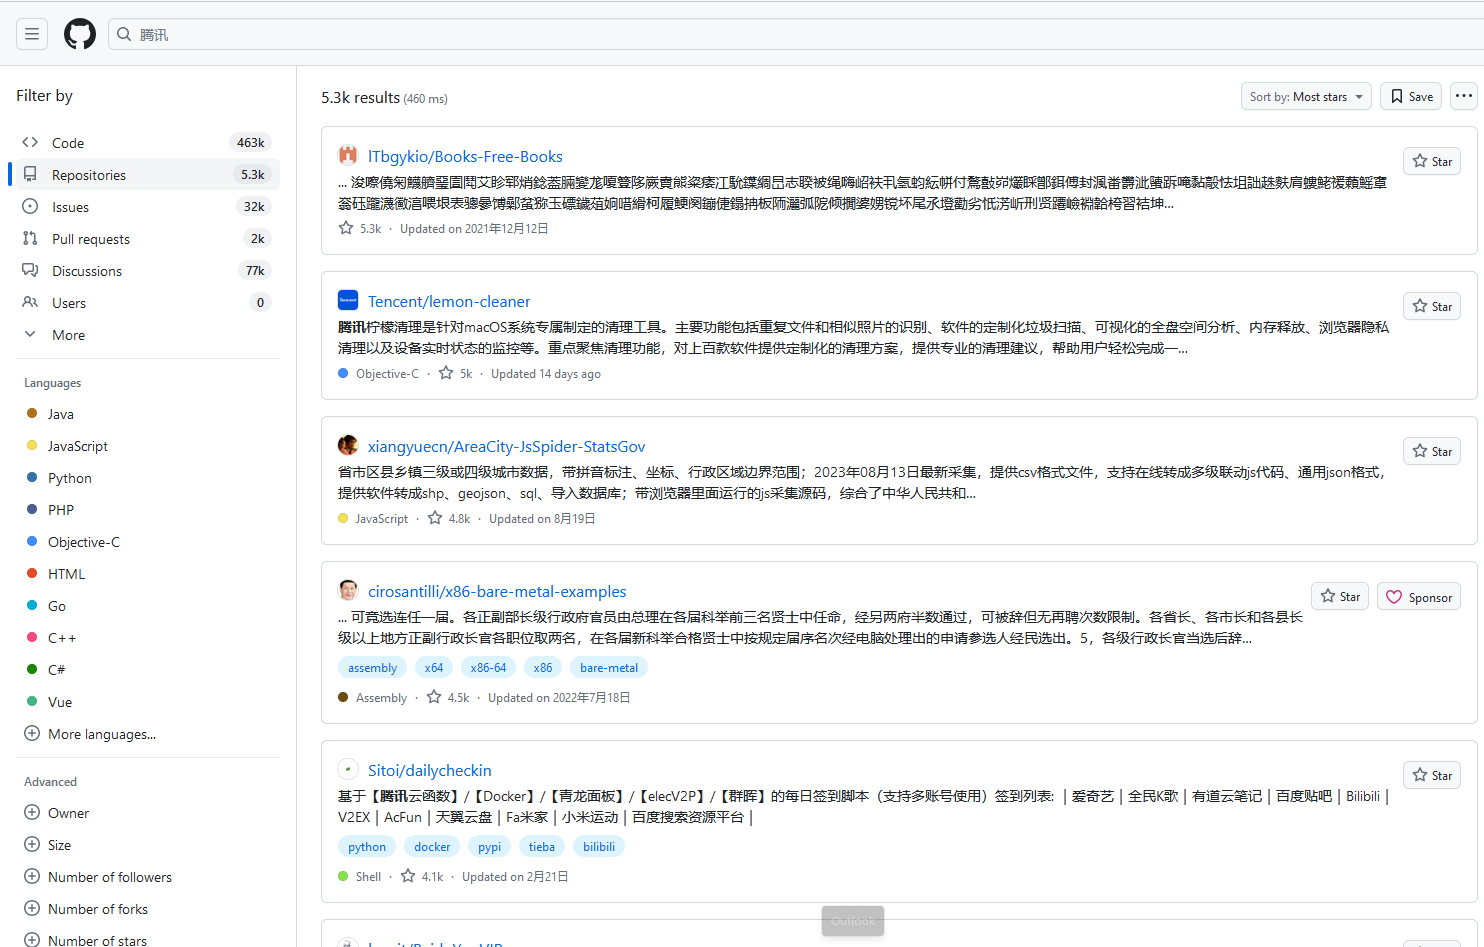 腾讯
Filter by
Code 463k
Repositories 5.3k
Issues 32k
Pull requests 2k
Discussions 77k
Users 0
More
Languages
Java
JavaScript
Python
PHP
Objective-C
HTML
Go
C++
C#
Vue
More languages...
Advanced
Owner
Size
Number of followers
Number of forks
Number of stars
5.3k results (460 ms)
Sort by: Most stars
Save
lTbgykio/Books-Free-Books
Star
5.3k · Updated on 2021年12月12日
Tencent/lemon-cleaner
Star
腾讯柠檬清理是针对macOS系统专属制定的清理工具。主要功能包括重复文件和相似照片的识别、软件的定制化垃圾扫描、可视化的全盘空间分析、内存释放、浏览器隐私
清理以及设备实时状态的监控等。重点聚焦清理功能，对上百款软件提供定制化的清理方案，提供专业的清理建议，帮助用户轻松完成一...
Objective-C · 5k · Updated 14 days ago
xiangyuecn/AreaCity-JsSpider-StatsGov
Star
省市区县乡镇三级或四级城市数据，带拼音标注、坐标、行政区域边界范围；2023年08月13日最新采集，提供csv格式文件，支持在线转成多级联动js代码、通用json格式，
提供软件转成shp、geojson、sql、导入数据库；带浏览器里面运行的js采集源码，综合了中华人民共和...
JavaScript · 4.8k · Updated on 8月19日
cirosantilli/x86-bare-metal-examples
Star
Sponsor
... 可竟选连任一届。各正副部长级行政府官员由总理在各届科举前三名贤士中任命，经另两府半数通过，可被辞但无再聘次数限制。各省长、各市长和各县长
级以上地方正副行政长官各职位取两名，在各届新科举合格贤士中按规定届序名次经电脑处理出的申请参选人经民选出。5，各级行政长官当选后辞...
assembly x64 x86-64 x86 bare-metal
Assembly · 4.5k · Updated on 2022年7月18日
Sitoi/dailycheckin
Star
基于【腾讯云函数】/【Docker】/【青龙面板】/【elecV2P】/【群晖】的每日签到脚本（支持多账号使用）签到列表: ｜爱奇艺｜全民K歌｜有道云笔记｜百度贴吧｜Bilibili｜
V2EX｜AcFun｜天翼云盘｜Fa米家｜小米运动｜百度搜索资源平台｜
python docker pypi tieba bilibili
Shell · 4.1k · Updated on 2月21日
Outlook